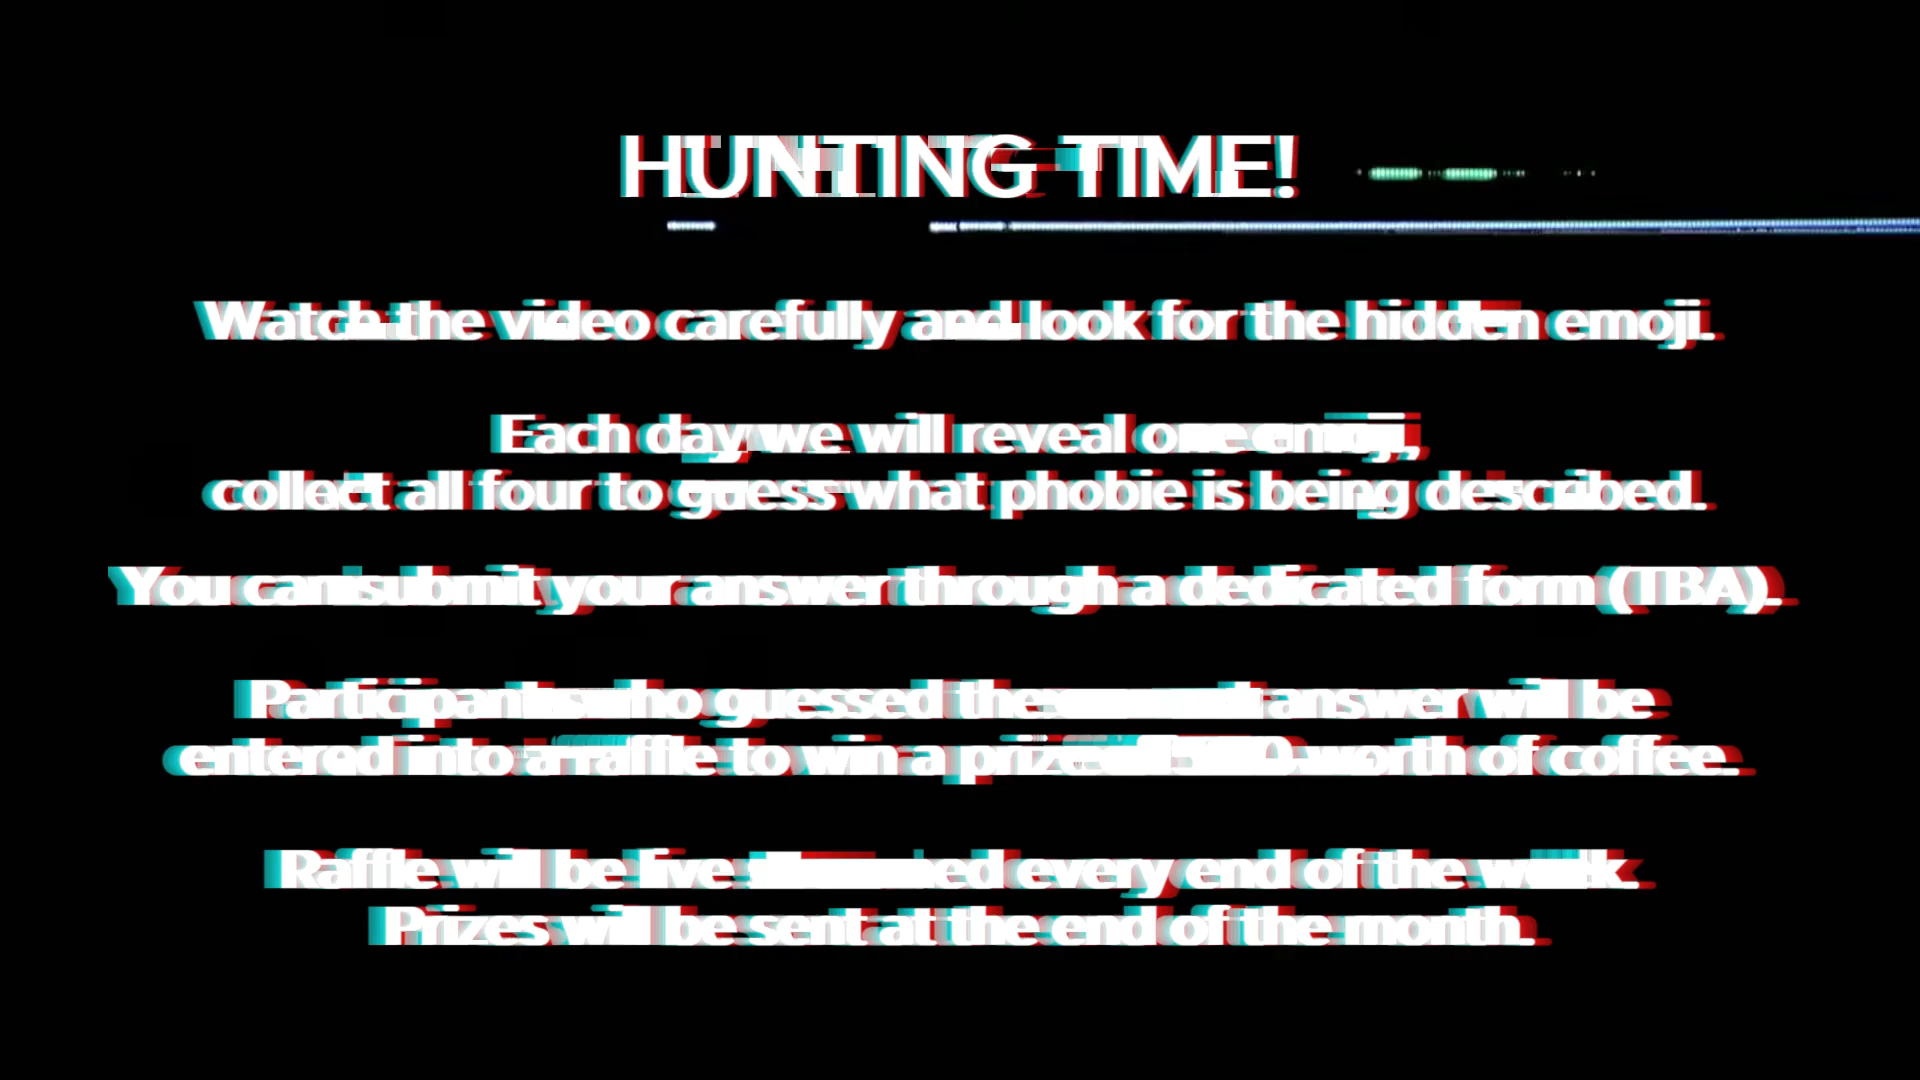 HUNTING TIME!
Watch the video carefully and look for the hidden emoji.
Each day we will reveal one emoji,
collect all four to guess what phobie is being described.
You can submit your answer through a dedicated form (TBA).
Participants who guessed the answer will be
entered into a raffle to win a prize of worth of coffee.
Raffle will be live streamed every end of the week.
Prizes will be sent at the end of the month.